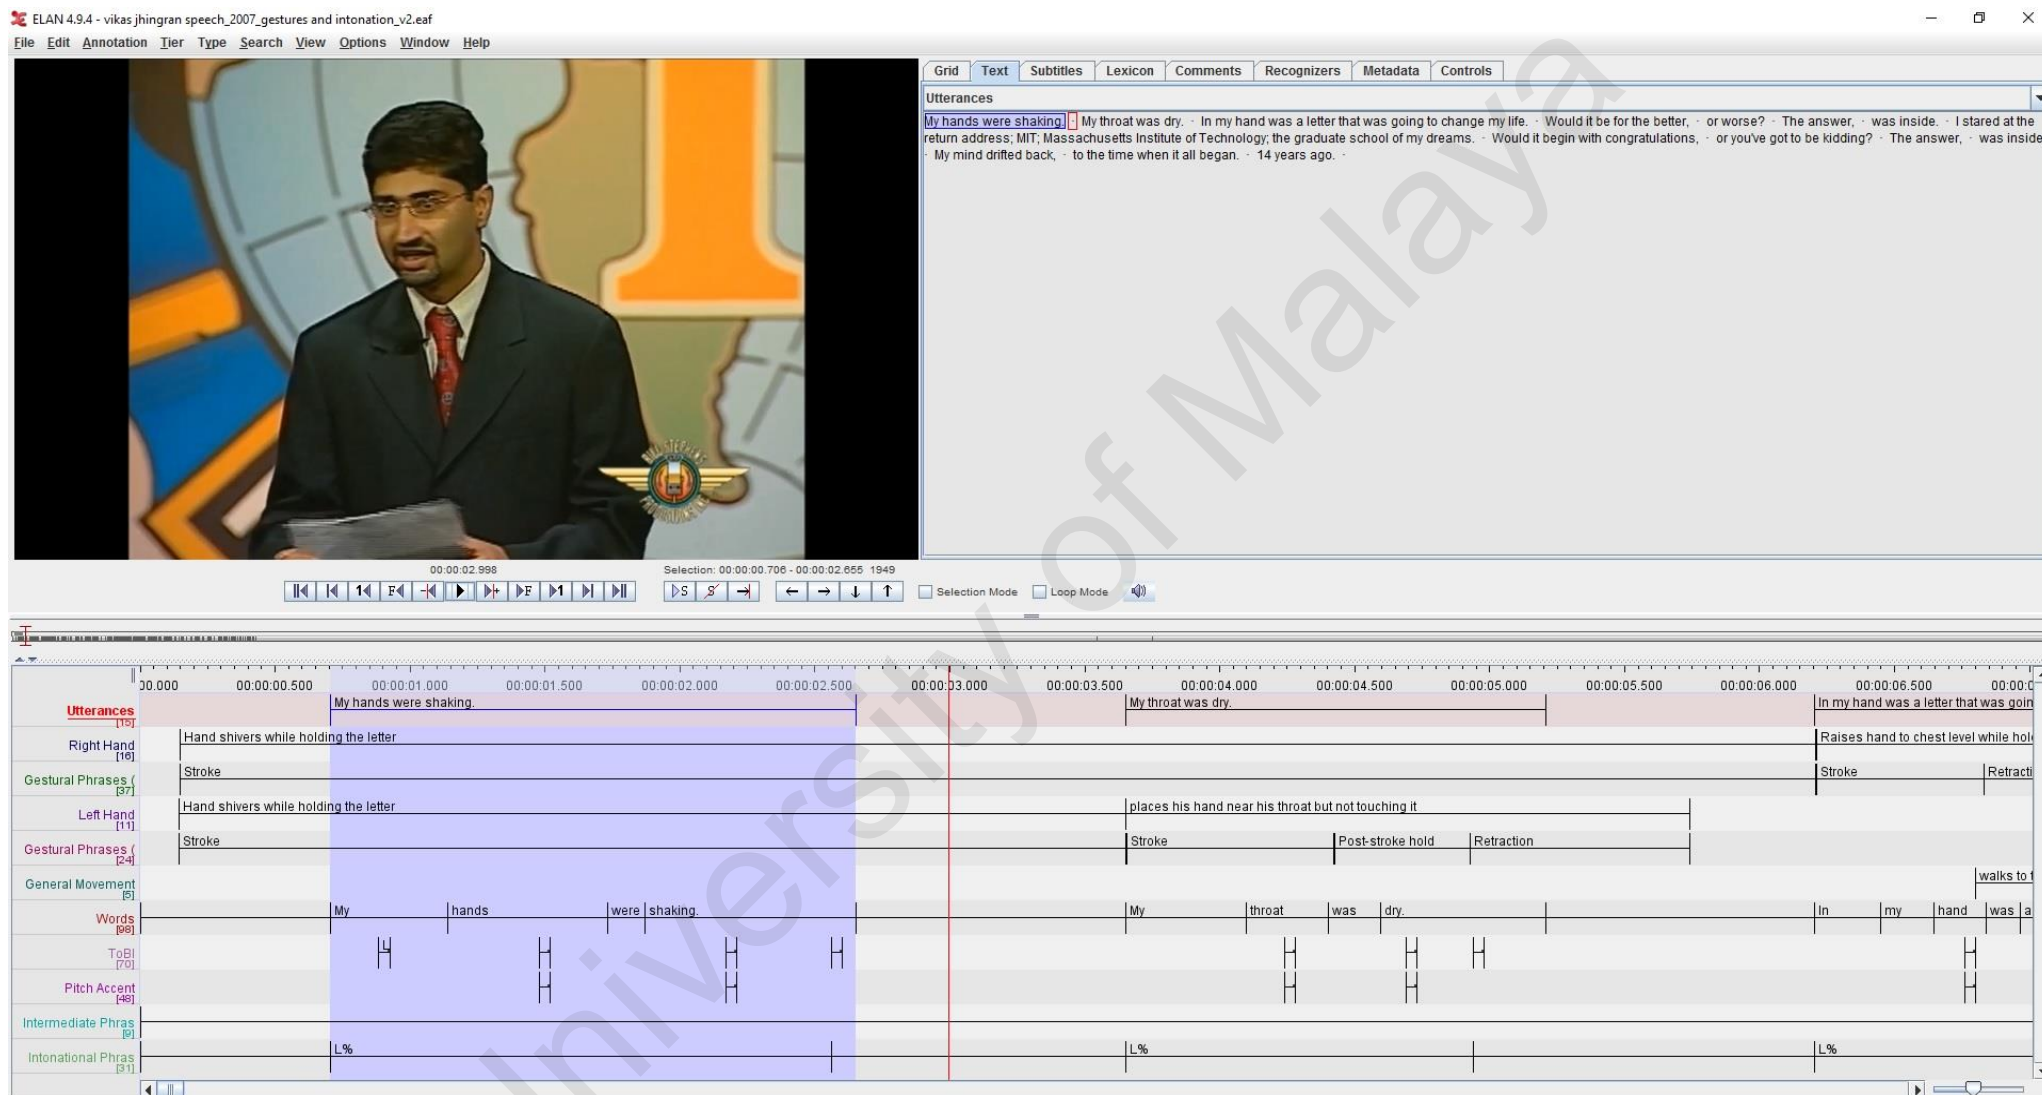 ELAN 4.9.4 - vikas jhingran speech_2007_gestures and intonation_v2.eaf
File Edit Annotation Tier Type Search View Options Window Help
Grid Text Subtitles Lexicon Comments Recognizers Metadata Controls
Utterances
My hands were shaking. · My throat was dry. · In my hand was a letter that was going to change my life. · Would it be for the better, · or worse? · The answer, · was inside. · I stared at the
return address; MIT; Massachusetts Institute of Technology; the graduate school of my dreams. · Would it begin with congratulations, · or you've got to be kidding? · The answer, · was inside
· My mind drifted back, · to the time when it all began. · 14 years ago. ·
00:00:02.998
Selection: 00:00:00.706 - 00:00:02.655 1949
Selection Mode Loop Mode
00.000 00:00:00.500 00:00:01.000 00:00:01.500 00:00:02.000 00:00:02.500 00:00:03.000 00:00:03.500 00:00:04.000 00:00:04.500 00:00:05.000 00:00:05.500 00:00:06.000 00:00:06.500 00:00:0
Utterances [15] My hands were shaking. My throat was dry. In my hand was a letter that was goin
Right Hand [16] Hand shivers while holding the letter Raises hand to chest level while hol
Gestural Phrases ( [37] Stroke Stroke Retracti
Left Hand [11] Hand shivers while holding the letter places his hand near his throat but not touching it
Gestural Phrases ( [24] Stroke Stroke Post-stroke hold Retraction
General Movement [5] walks to
Words [98] My hands were shaking. My throat was dry. In my hand was a
ToBI [70]
Pitch Accent [48]
Intermediate Phras [9]
Intonational Phras [31] L% L% L%
University of Malaya